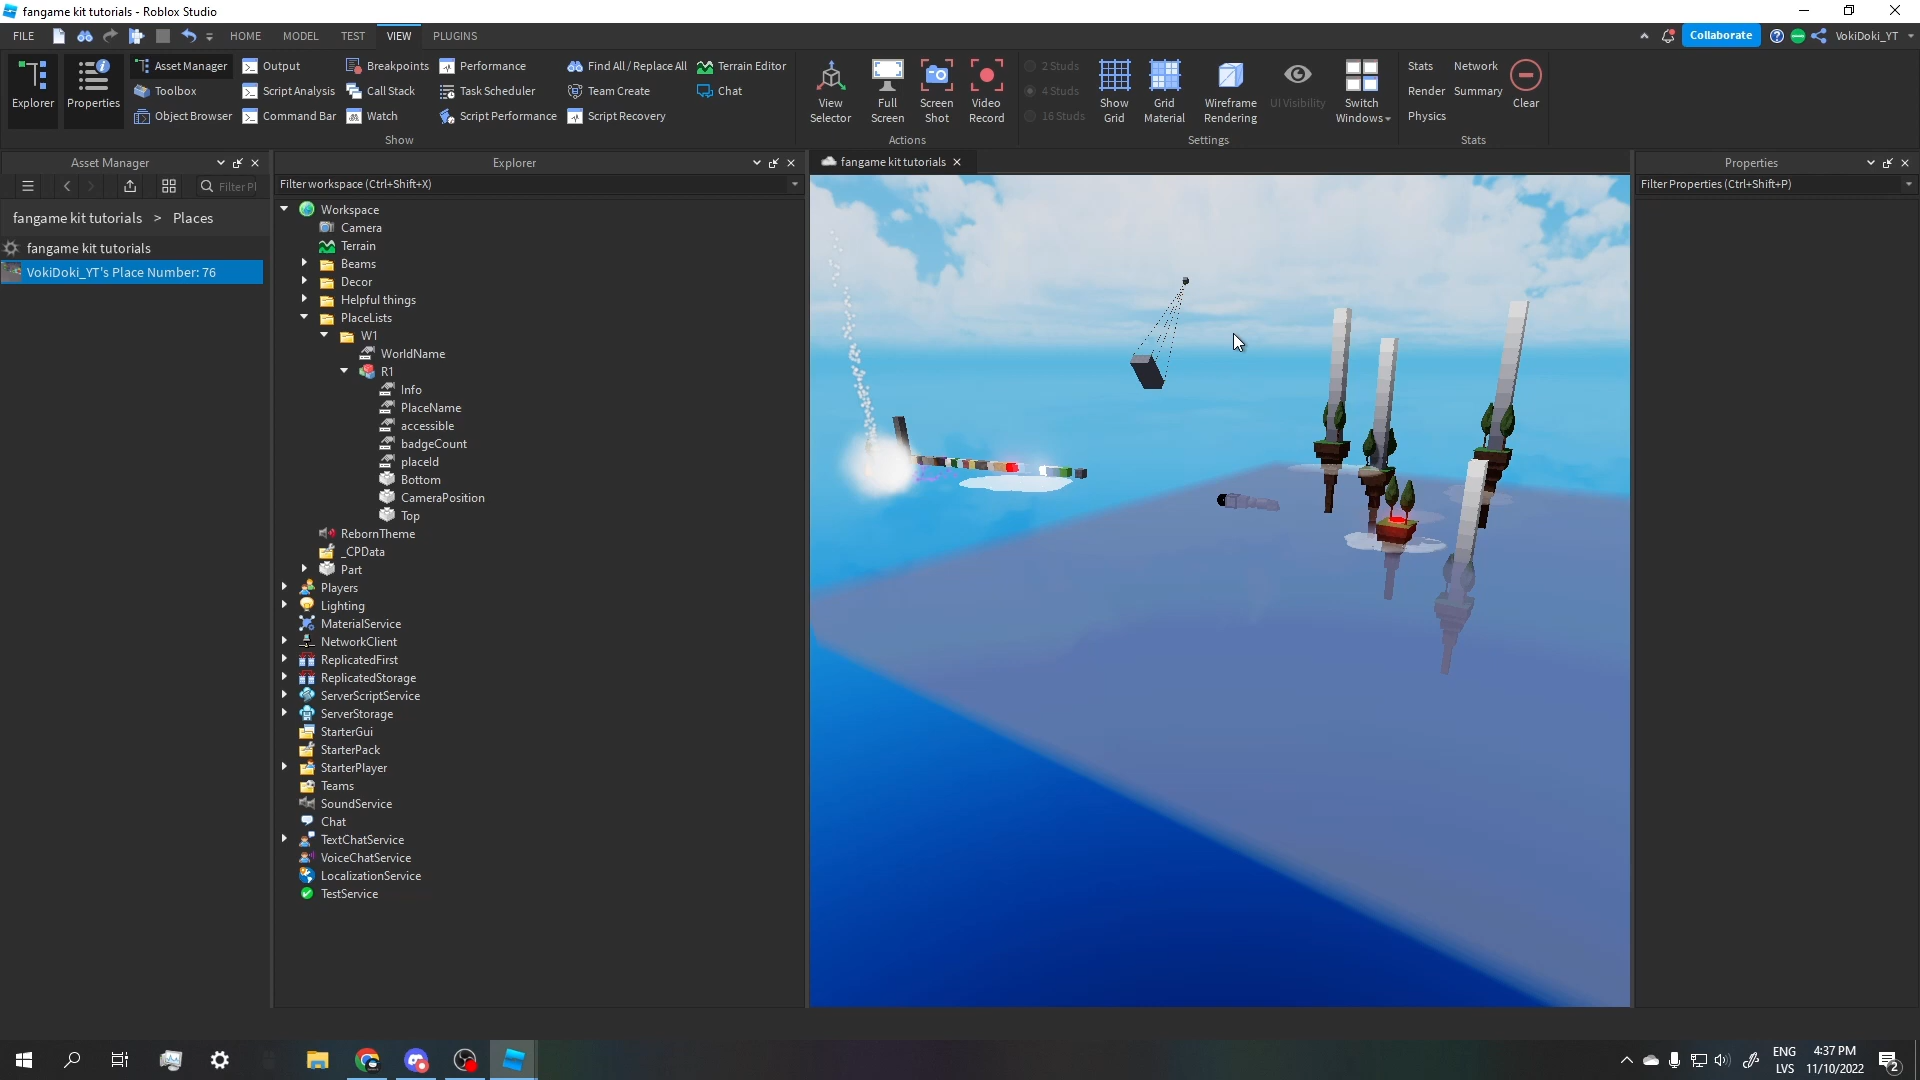 fangame kit tutorials - Roblox Studio
FILE HOME MODEL TEST VIEW PLUGINS Collaborate VokiDoki_YT
Explorer
Properties
Asset Manager
Toolbox
Object Browser
Output
Script Analysis
Command Bar
Breakpoints
Call Stack
Watch
Performance
Task Scheduler
Script Performance
Find All / Replace All
Team Create
Script Recovery
Terrain Editor
Chat
Show
View
Selector
Full
Screen
Screen
Shot
Video
Record
Actions
2 Studs
4 Studs
16 Studs
Show
Grid
Grid
Material
Wireframe
Rendering
UI Visibility
Switch
Windows
Settings
Stats
Render
Physics
Network
Summary
Clear
Stats
Asset Manager
Filter Pl
fangame kit tutorials > Places
fangame kit tutorials
VokiDoki_YT's Place Number: 76
Explorer
Filter workspace (Ctrl+Shift+X)
Workspace
Camera
Terrain
Beams
Decor
Helpful things
PlaceLists
W1
WorldName
R1
Info
PlaceName
accessible
badgeCount
placeId
Bottom
CameraPosition
Top
RebornTheme
_CPData
Part
Players
Lighting
MaterialService
NetworkClient
ReplicatedFirst
ReplicatedStorage
ServerScriptService
ServerStorage
StarterGui
StarterPack
StarterPlayer
Teams
SoundService
Chat
TextChatService
VoiceChatService
LocalizationService
TestService
fangame kit tutorials
Properties
Filter Properties (Ctrl+Shift+P)
ENG
LVS
4:37 PM
11/10/2022
2